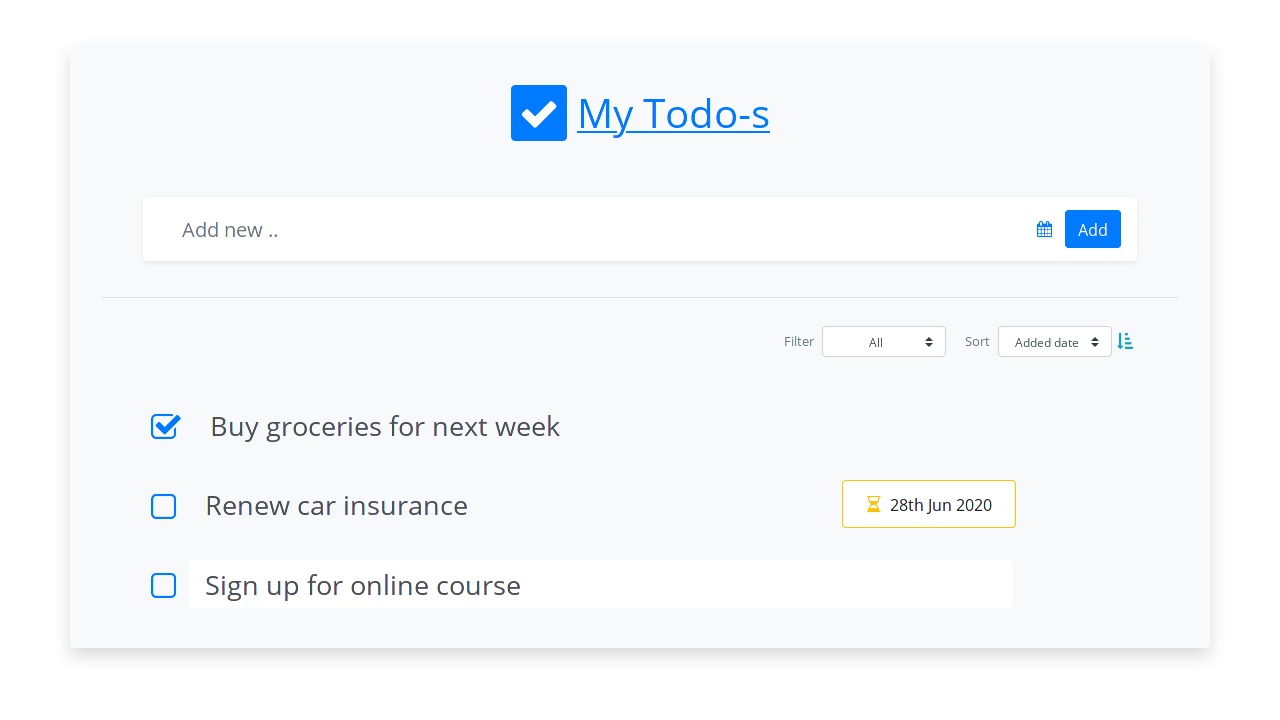 My Todo-s
Add new ..
Add
Filter
All
Sort
Added date
Buy groceries for next week
Renew car insurance
28th Jun 2020
Sign up for online course